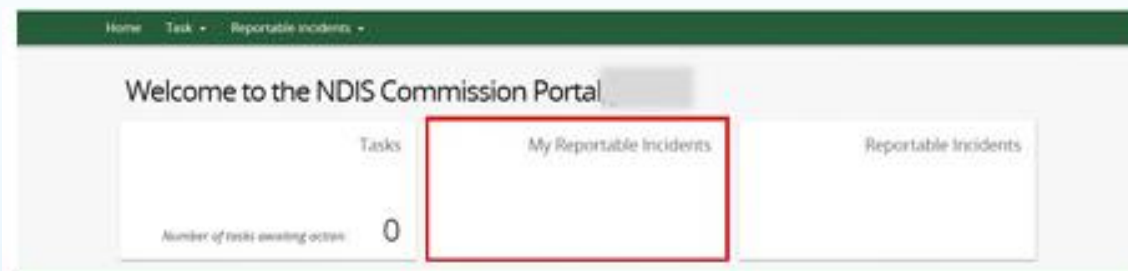 Home Task Reportable incidents
Welcome to the NDIS Commission Portal,
Tasks My Reportable Incidents Reportable Incidents
Number of tasks awaiting action 0